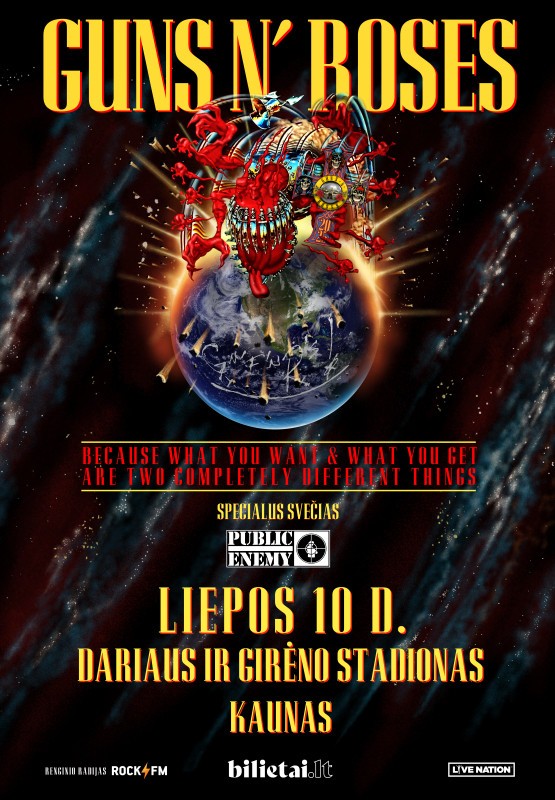 GUNS N' ROSES
BECAUSE WHAT YOU WANT & WHAT YOU GET
ARE TWO COMPLETELY DIFFERENT THINGS
SPECIALUS SVEČIAS
PUBLIC
ENEMY
LIEPOS 10 D.
DARIAUS IR GIRĖNO STADIONAS
KAUNAS
RENGINIO RADIJAS ROCK FM
bilietai.lt
LIVE NATION